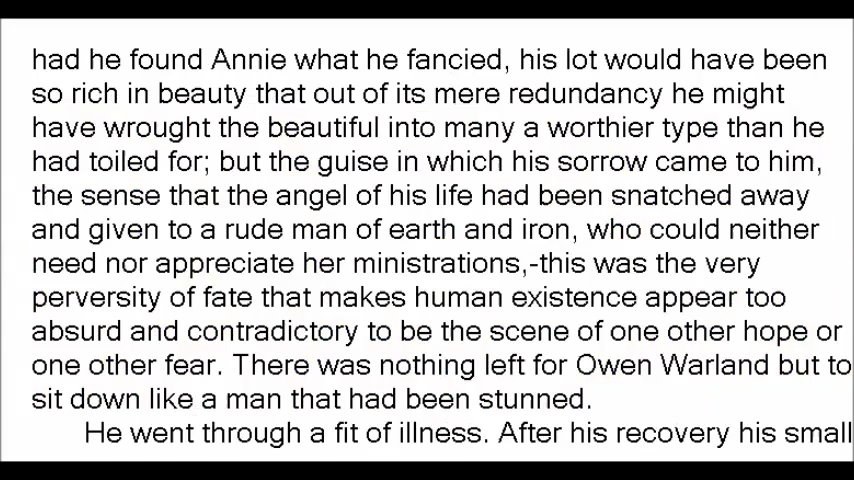 had he found Annie what he fancied, his lot would have been
so rich in beauty that out of its mere redundancy he might
have wrought the beautiful into many a worthier type than he
had toiled for; but the guise in which his sorrow came to him,
the sense that the angel of his life had been snatched away
and given to a rude man of earth and iron, who could neither
need nor appreciate her ministrations,-this was the very
perversity of fate that makes human existence appear too
absurd and contradictory to be the scene of one other hope or
one other fear. There was nothing left for Owen Warland but to
sit down like a man that had been stunned.
He went through a fit of illness. After his recovery his small